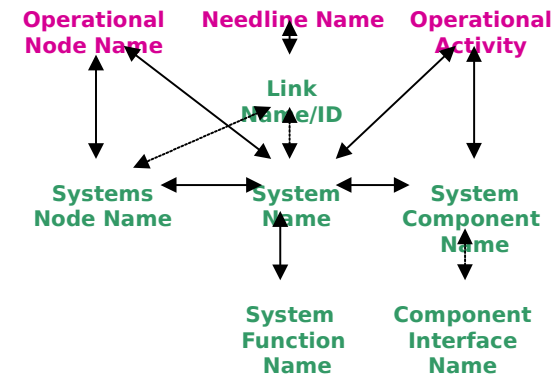 Operational
Node Name
Needline Name
Operational
Activity
Link
Name/ID
Systems
Node Name
System
Name
System
Component
Name
System
Function
Name
Component
Interface
Name